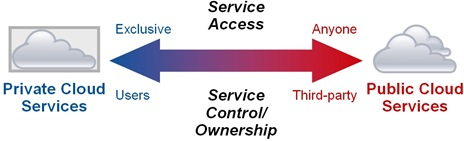 Service
Access
Exclusive
Anyone
Private Cloud
Services
Public Cloud
Services
Users
Third-party
Service
Control/
Ownership